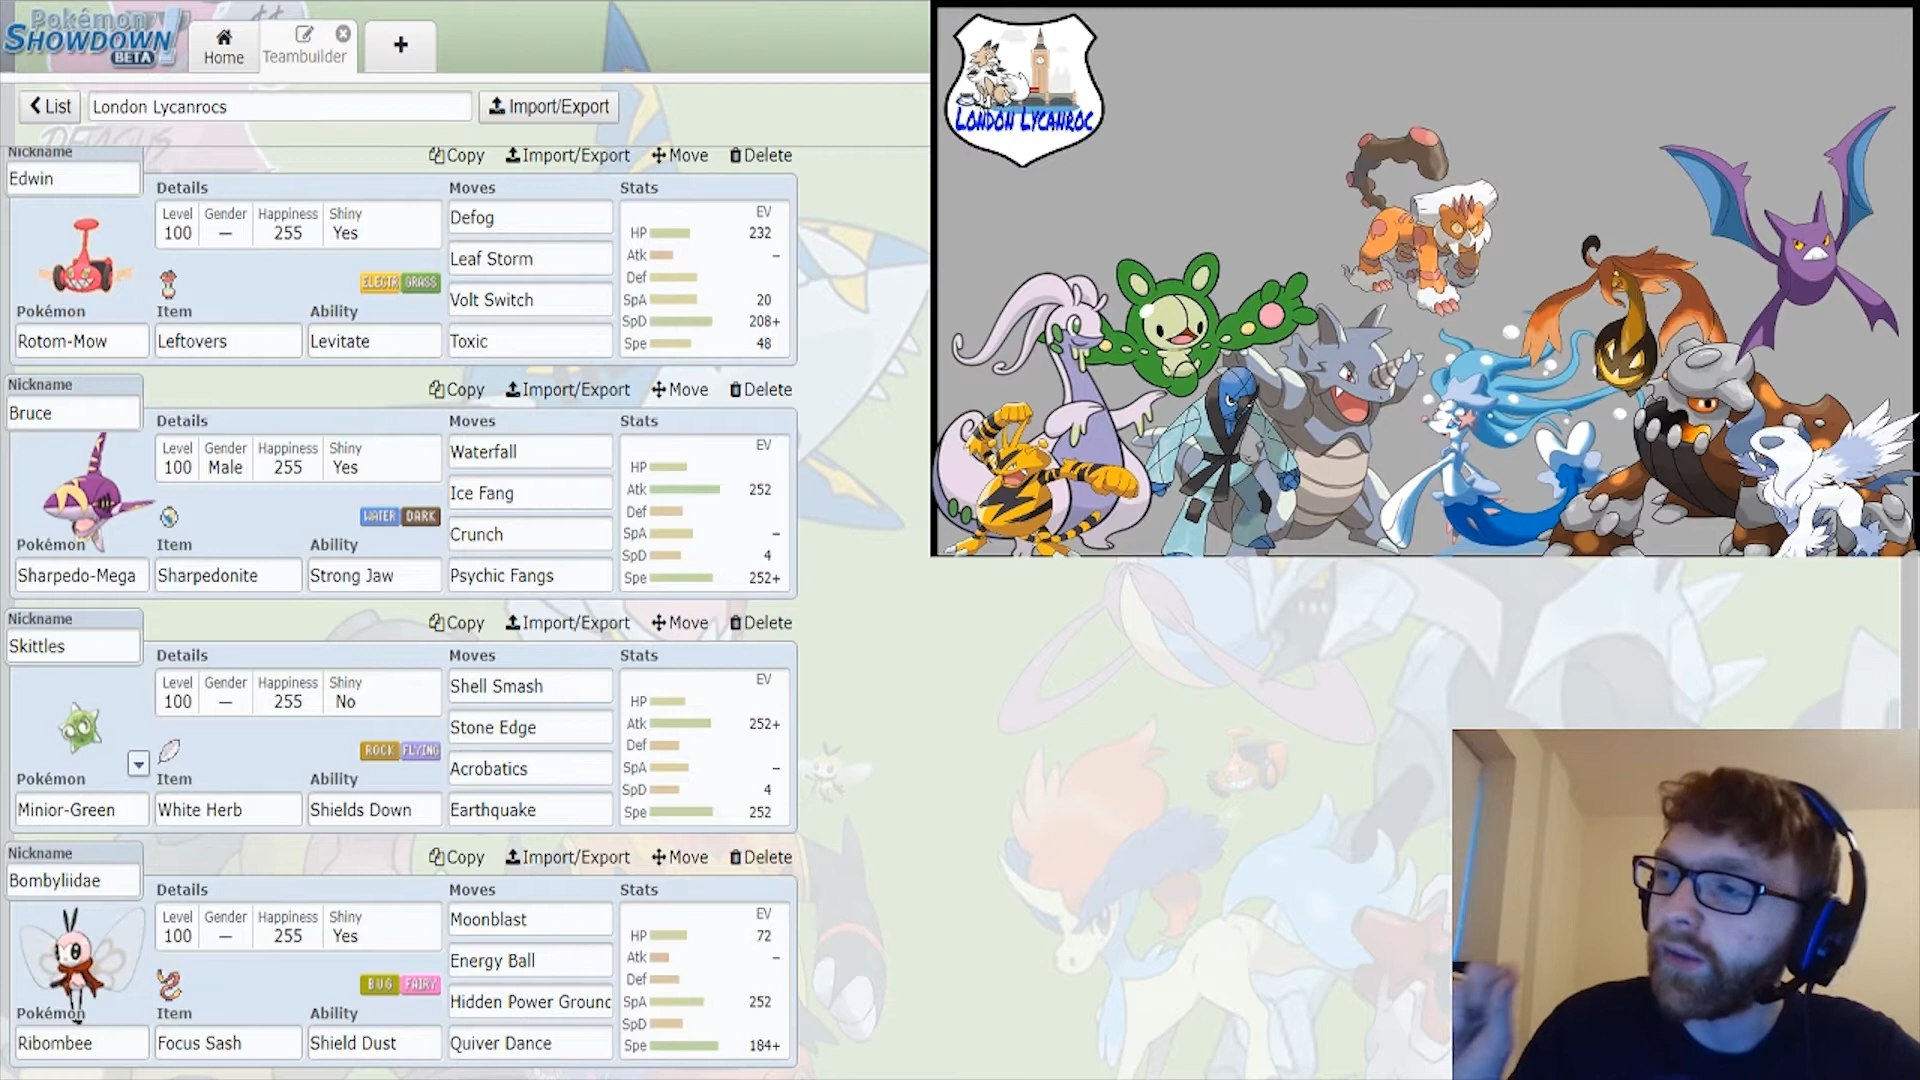 Pokémon
SHOWDOWN!
BETA
Home
Teambuilder
+
List
London Lycanrocs
Import/Export
Nickname
Edwin
Copy Import/Export Move Delete
Details Moves Stats
Level Gender Happiness Shiny
100 — 255 Yes
ELECTR GRASS
Pokémon Item Ability
Rotom-Mow Leftovers Levitate
Defog
Leaf Storm
Volt Switch
Toxic
EV
HP 232
Atk –
Def
SpA 20
SpD 208+
Spe 48
Nickname
Bruce
Copy Import/Export Move Delete
Details Moves Stats
Level Gender Happiness Shiny
100 Male 255 Yes
WATER DARK
Pokémon Item Ability
Sharpedo-Mega Sharpedonite Strong Jaw
Waterfall
Ice Fang
Crunch
Psychic Fangs
EV
HP
Atk 252
Def
SpA –
SpD 4
Spe 252+
Nickname
Skittles
Copy Import/Export Move Delete
Details Moves Stats
Level Gender Happiness Shiny
100 — 255 No
ROCK FLYING
Pokémon Item Ability
Minior-Green White Herb Shields Down
Shell Smash
Stone Edge
Acrobatics
Earthquake
EV
HP
Atk 252+
Def
SpA –
SpD 4
Spe 252
Nickname
Bombyliidae
Copy Import/Export Move Delete
Details Moves Stats
Level Gender Happiness Shiny
100 — 255 Yes
BUG FAIRY
Pokémon Item Ability
Ribombee Focus Sash Shield Dust
Moonblast
Energy Ball
Hidden Power Ground
Quiver Dance
EV
HP 72
Atk –
Def
SpA 252
SpD
Spe 184+
London Lycanroc